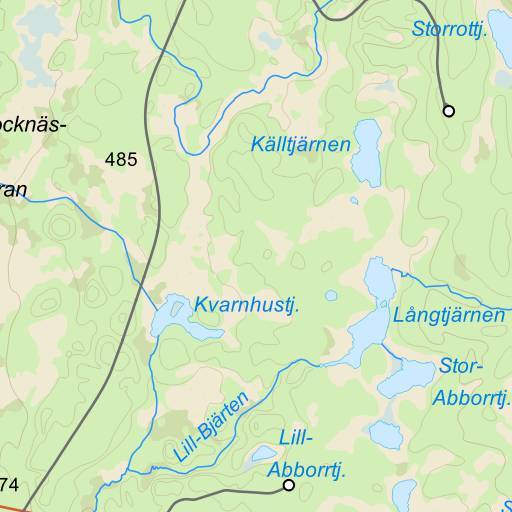 Storrottj.
ocknäs-
Källtjärnen
485
ran
Kvarnhustj.
Långtjärnen
Stor-
Abborrtj.
Lill-Bjärten
Lill-
Abborrtj.
74
S